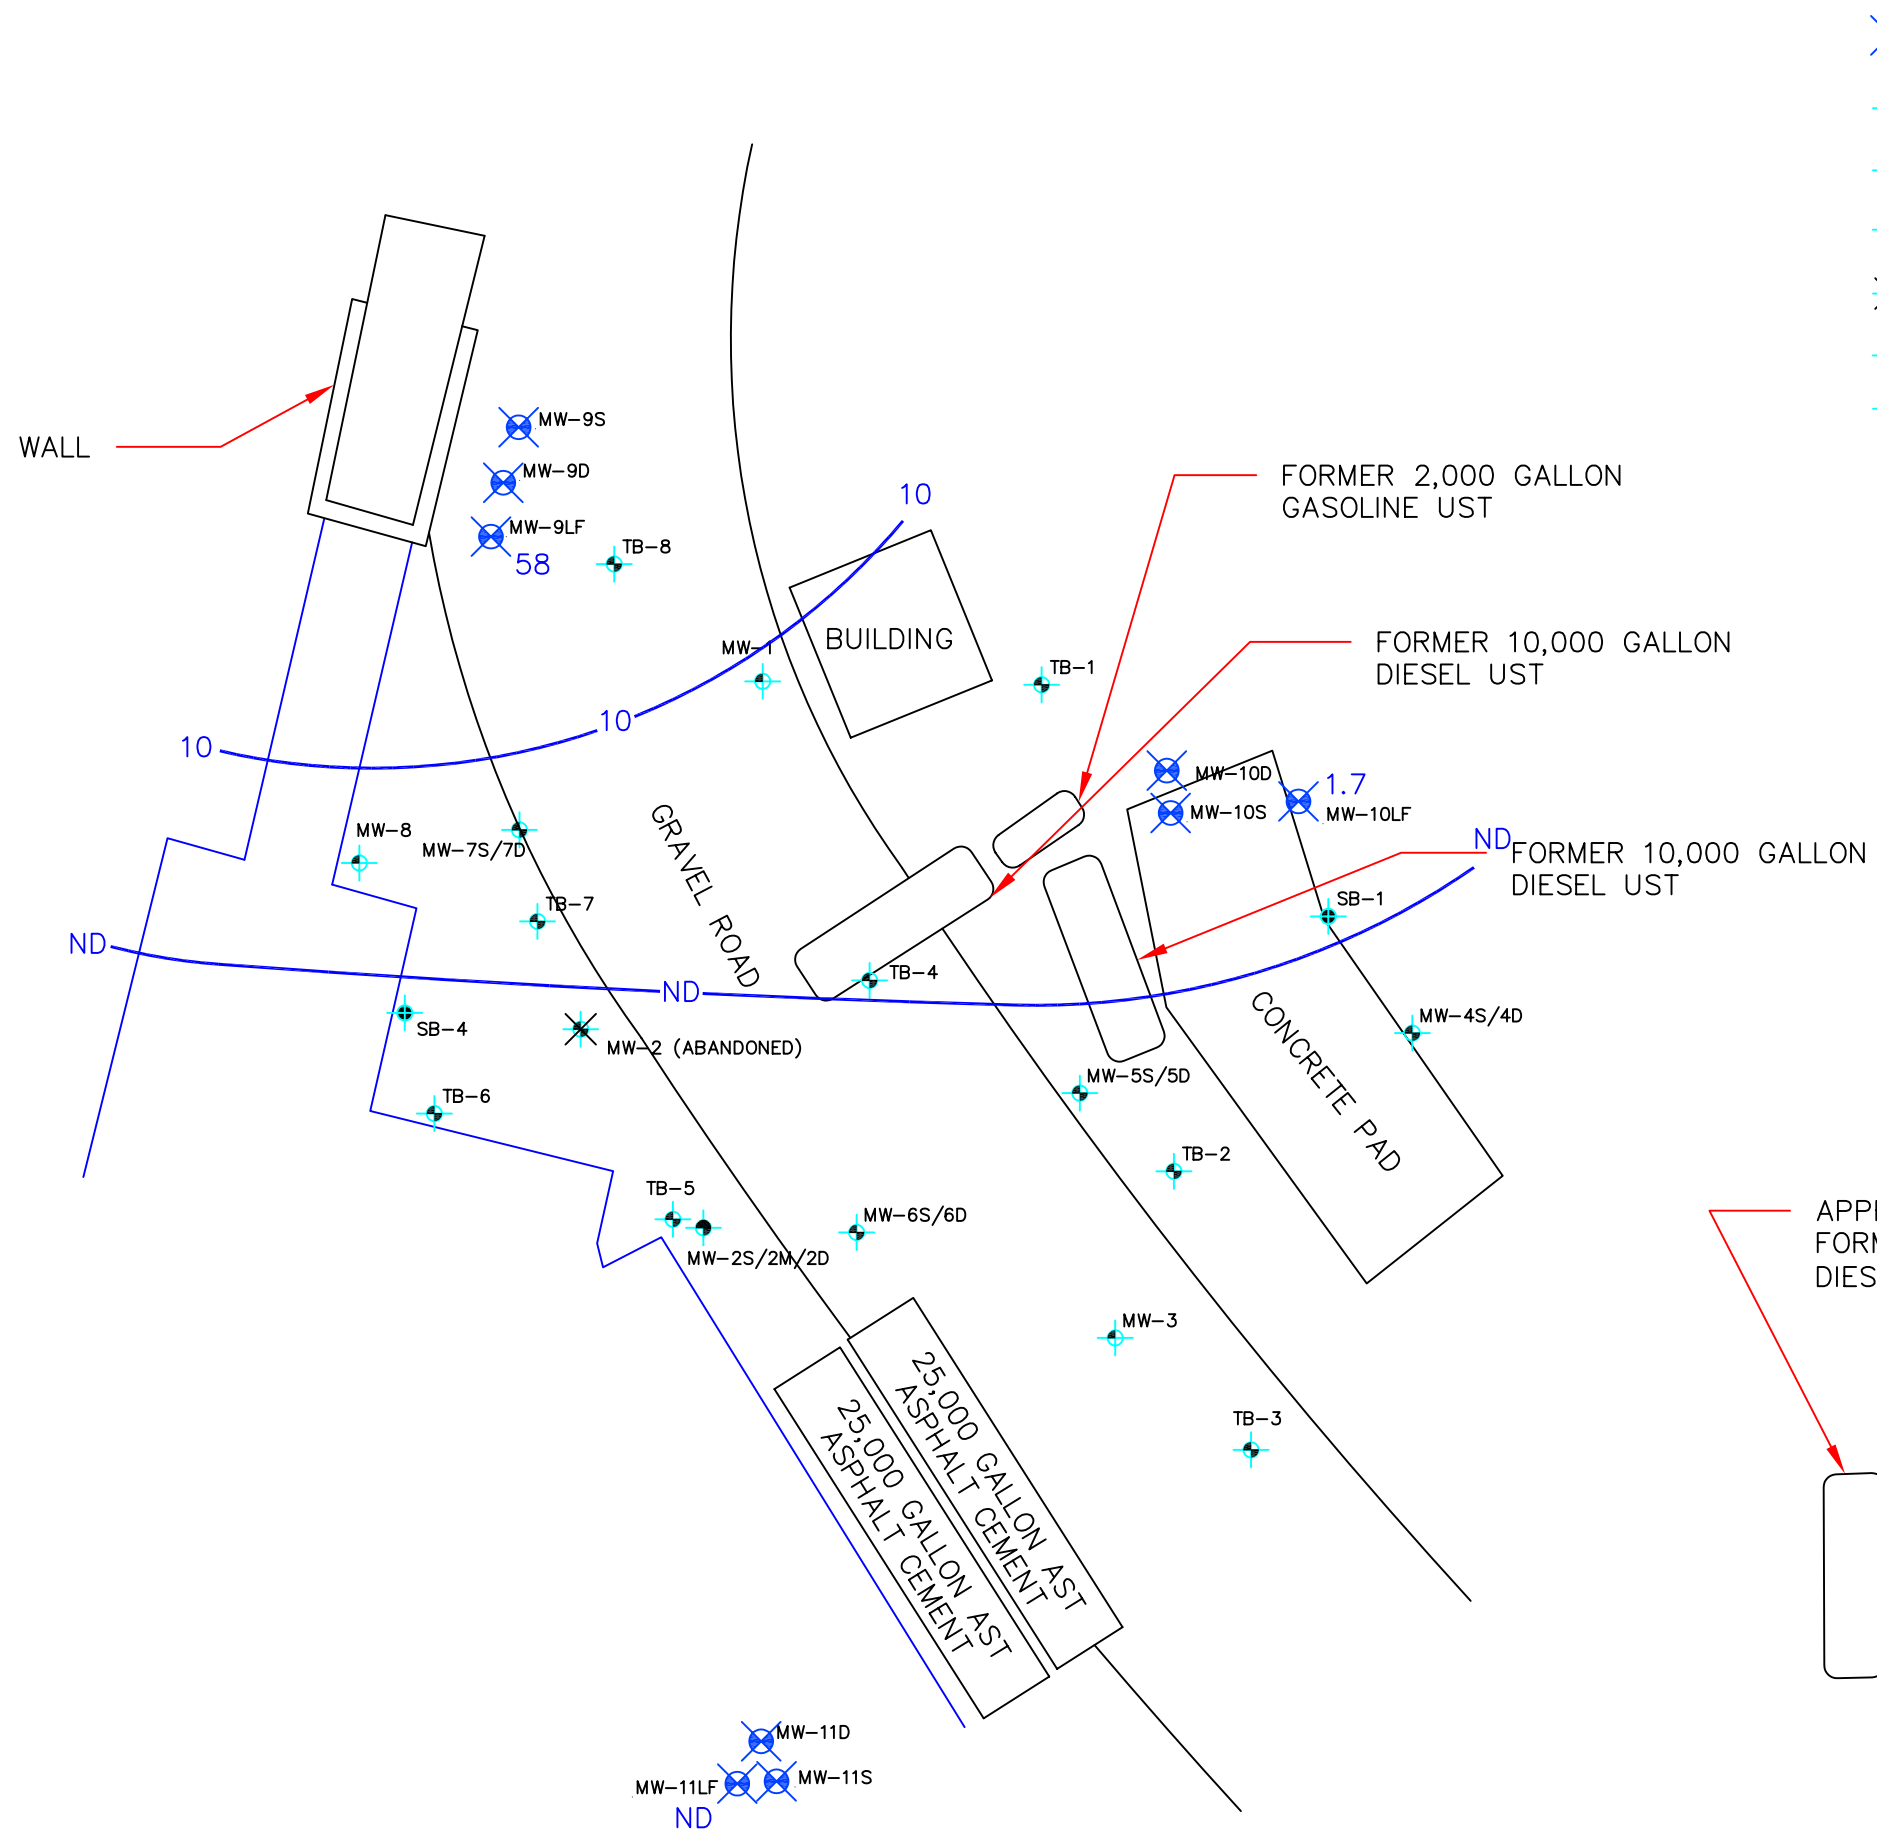 WALL
MW-9S
MW-9D
MW-9LF
58
TB-8
10
FORMER 2,000 GALLON
GASOLINE UST
MW-1
BUILDING
TB-1
FORMER 10,000 GALLON
DIESEL UST
10
10
MW-10D
MW-10S
1.7
MW-10LF
MW-8
MW-7S/7D
GRAVEL ROAD
ND
FORMER 10,000 GALLON
DIESEL UST
TB-7
SB-1
ND
ND
TB-4
SB-4
MW-2 (ABANDONED)
CONCRETE PAD
MW-4S/4D
MW-5S/5D
TB-6
TB-2
TB-5
MW-2S/2M/2D
MW-6S/6D
MW-3
TB-3
25,000 GALLON AST
ASPHALT CEMENT
25,000 GALLON AST
ASPHALT CEMENT
MW-11D
MW-11LF
MW-11S
ND